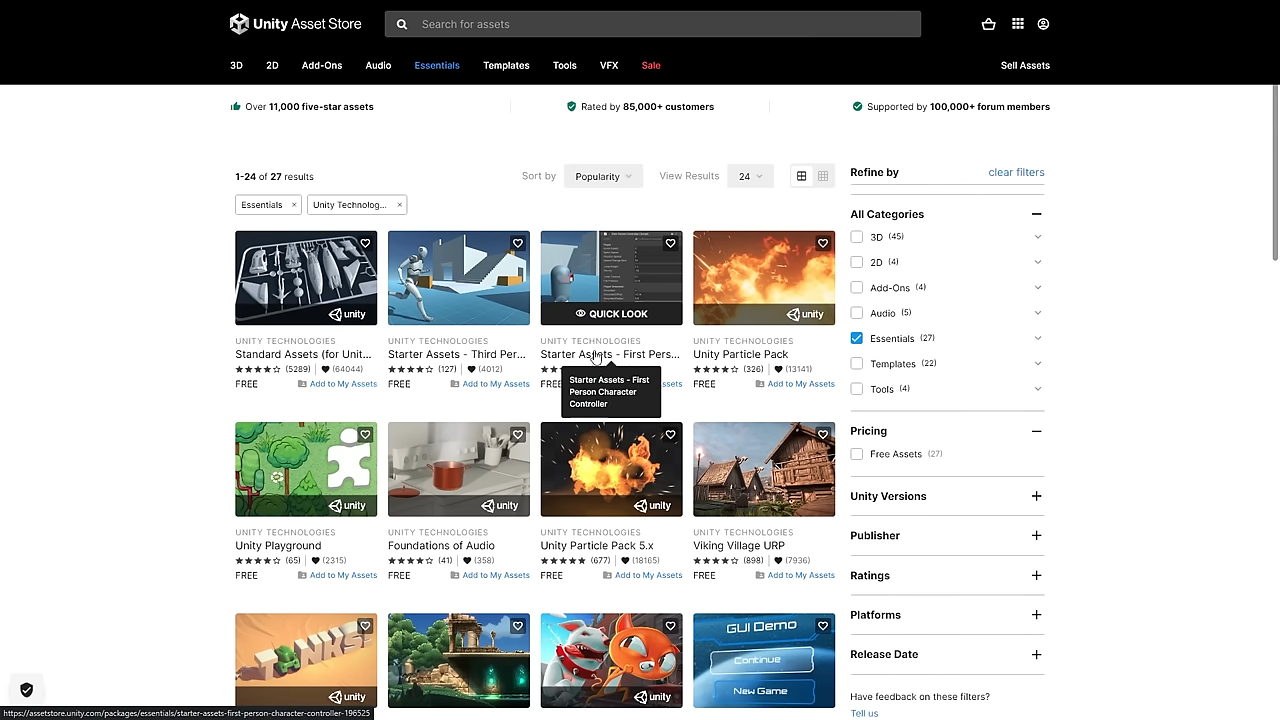 Unity Asset Store
Search for assets
3D
2D
Add-Ons
Audio
Essentials
Templates
Tools
VFX
Sale
Sell Assets
Over 11,000 five-star assets
Rated by 85,000+ customers
Supported by 100,000+ forum members
1-24 of 27 results
Sort by
Popularity
View Results
24
Essentials ×
Unity Technolog... ×
QUICK LOOK
unity
unity
UNITY TECHNOLOGIES
Standard Assets (for Unit...
(5289)
(64044)
FREE
Add to My Assets
UNITY TECHNOLOGIES
Starter Assets - Third Per...
(127)
(4012)
FREE
Add to My Assets
UNITY TECHNOLOGIES
Starter Assets - First Pers...
Starter Assets - First
Person Character
Controller
UNITY TECHNOLOGIES
Unity Particle Pack
(326)
(13141)
FREE
Add to My Assets
unity
unity
unity
UNITY TECHNOLOGIES
Unity Playground
(65)
(2315)
FREE
Add to My Assets
UNITY TECHNOLOGIES
Foundations of Audio
(41)
(358)
FREE
Add to My Assets
UNITY TECHNOLOGIES
Unity Particle Pack 5.x
(677)
(18165)
FREE
Add to My Assets
UNITY TECHNOLOGIES
Viking Village URP
(898)
(7936)
FREE
Add to My Assets
TANKS!
unity
unity
GUI Demo
Continue
New Game
Refine by
clear filters
All Categories
3D (45)
2D (4)
Add-Ons (4)
Audio (5)
Essentials (27)
Templates (22)
Tools (4)
Pricing
Free Assets (27)
Unity Versions
Publisher
Ratings
Platforms
Release Date
Have feedback on these filters?
Tell us
https://assetstore.unity.com/packages/essentials/starter-assets-first-person-character-controller-196525